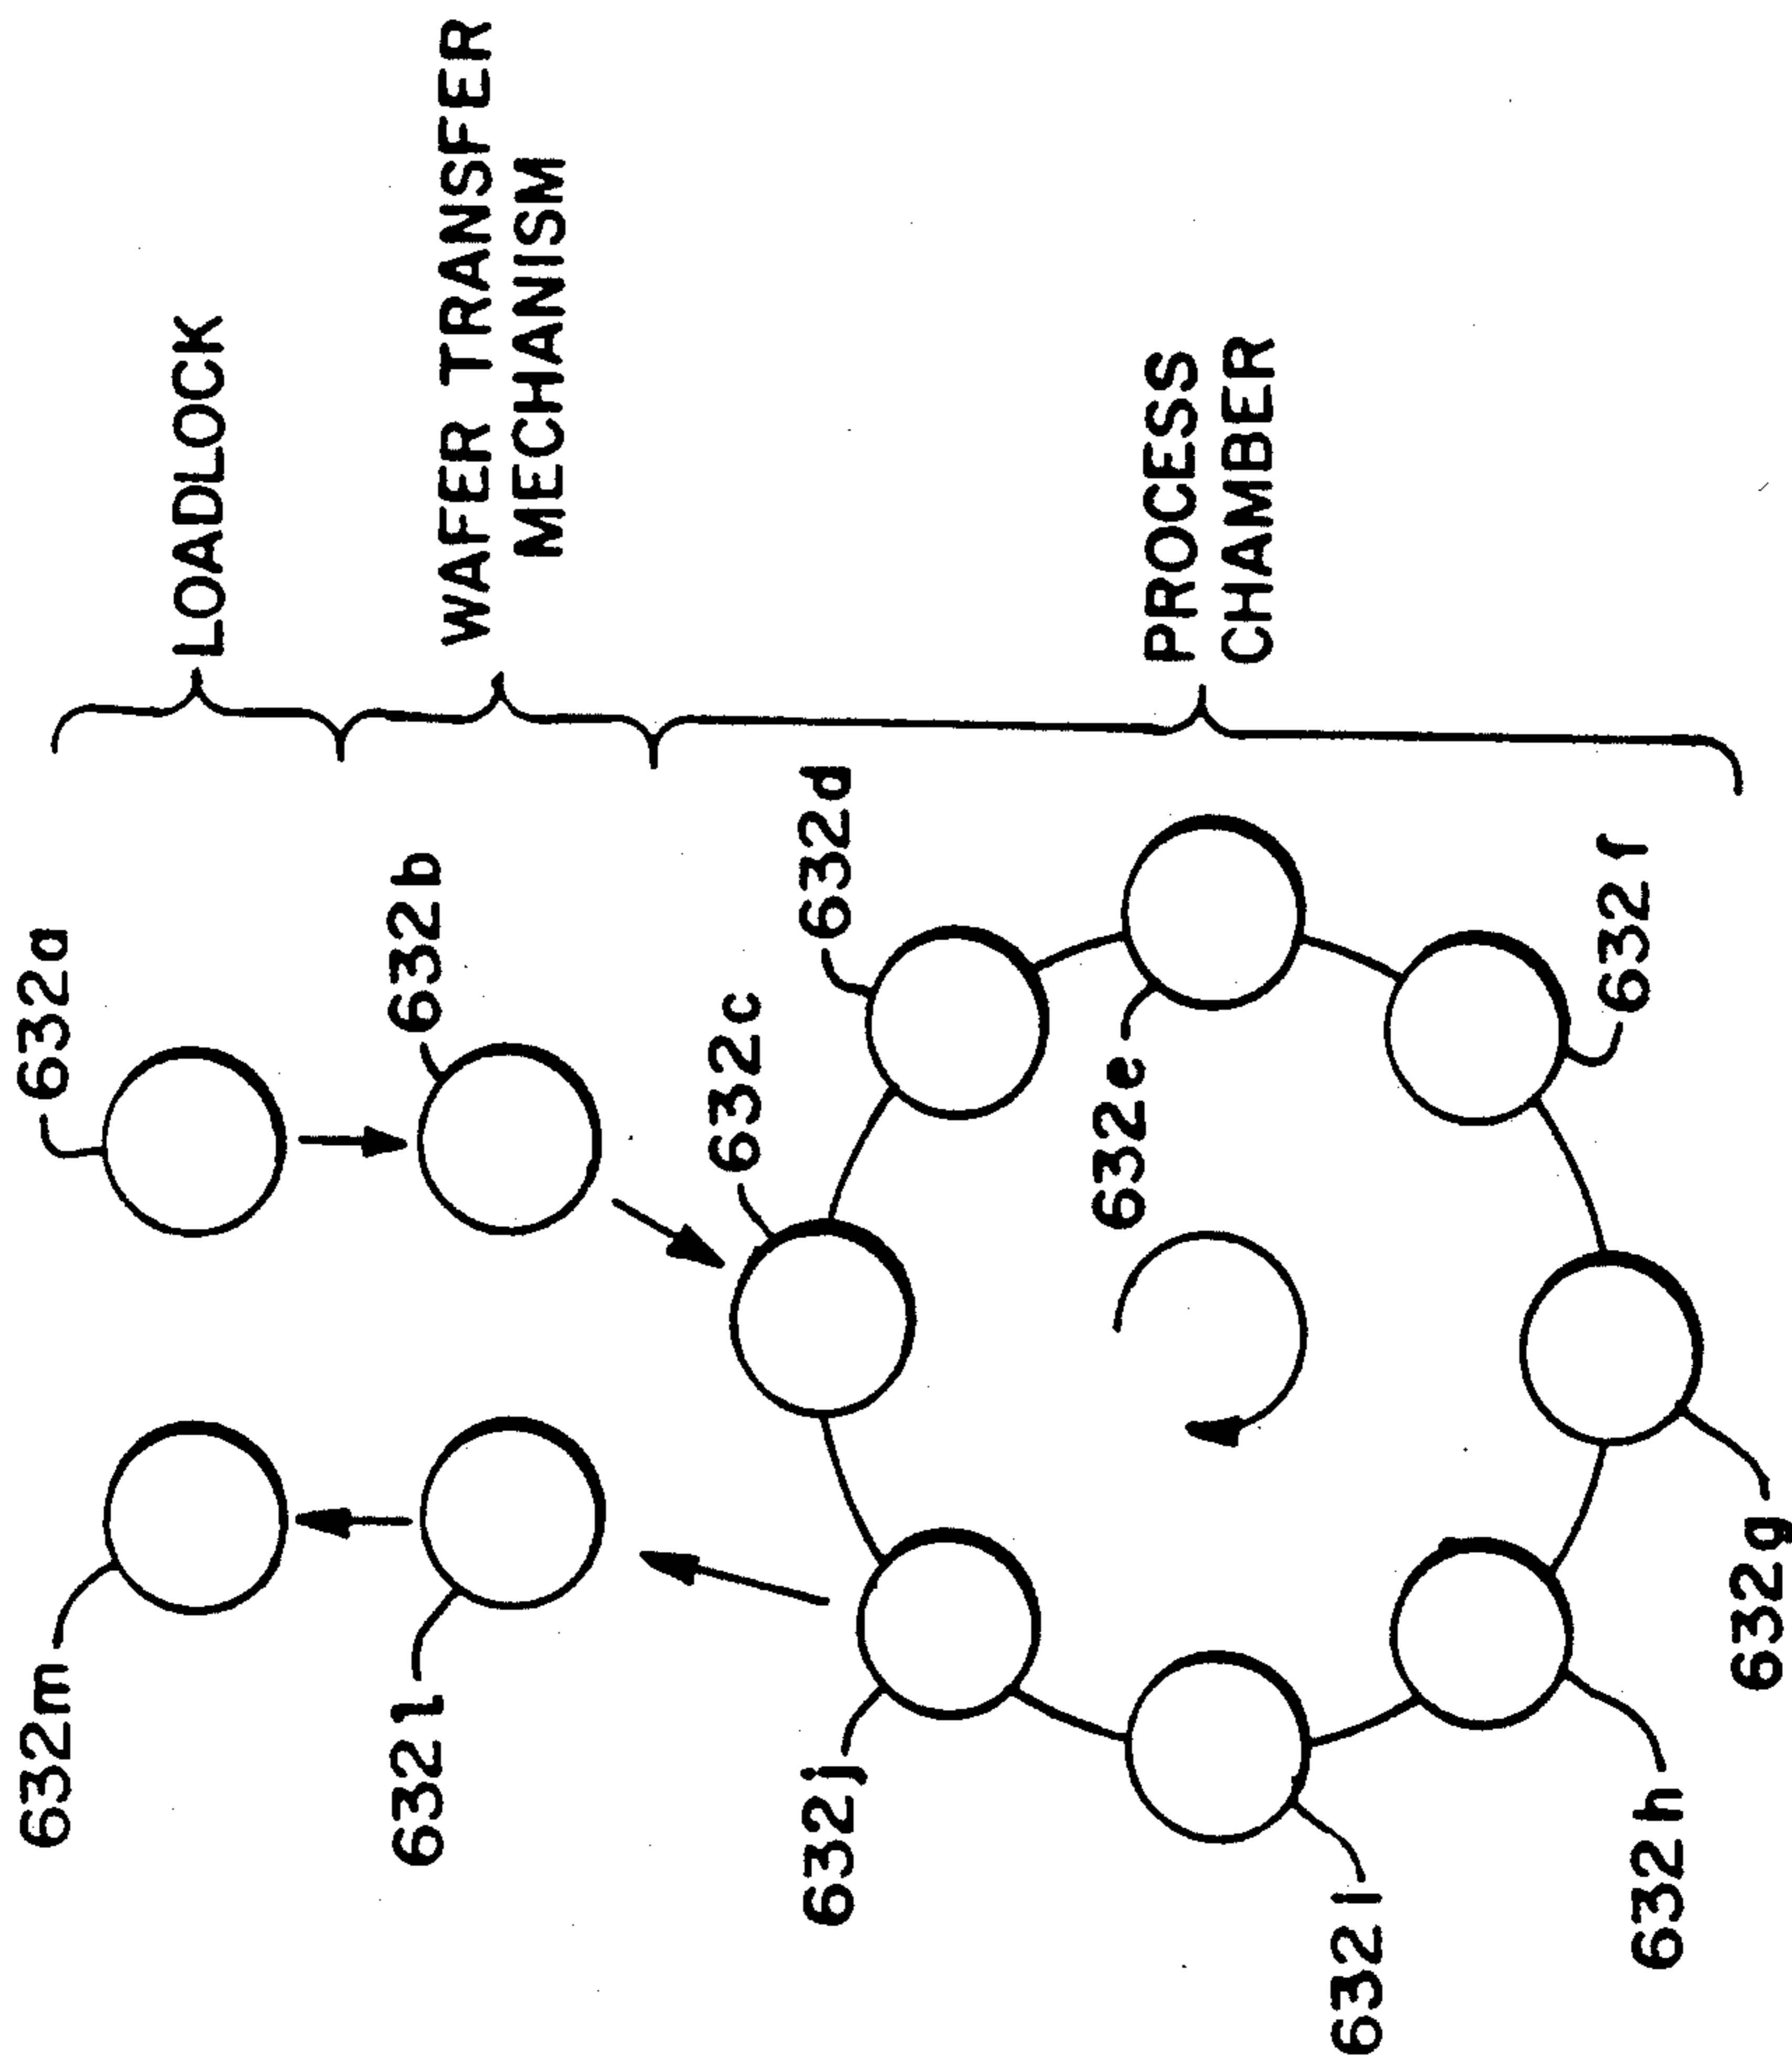 LOADLOCK
WAFER TRANSFER
MECHANISM
PROCESS
CHAMBER
632a
632b
632c
632d
632e
632f
632g
632h
632i
632j
632l
632m